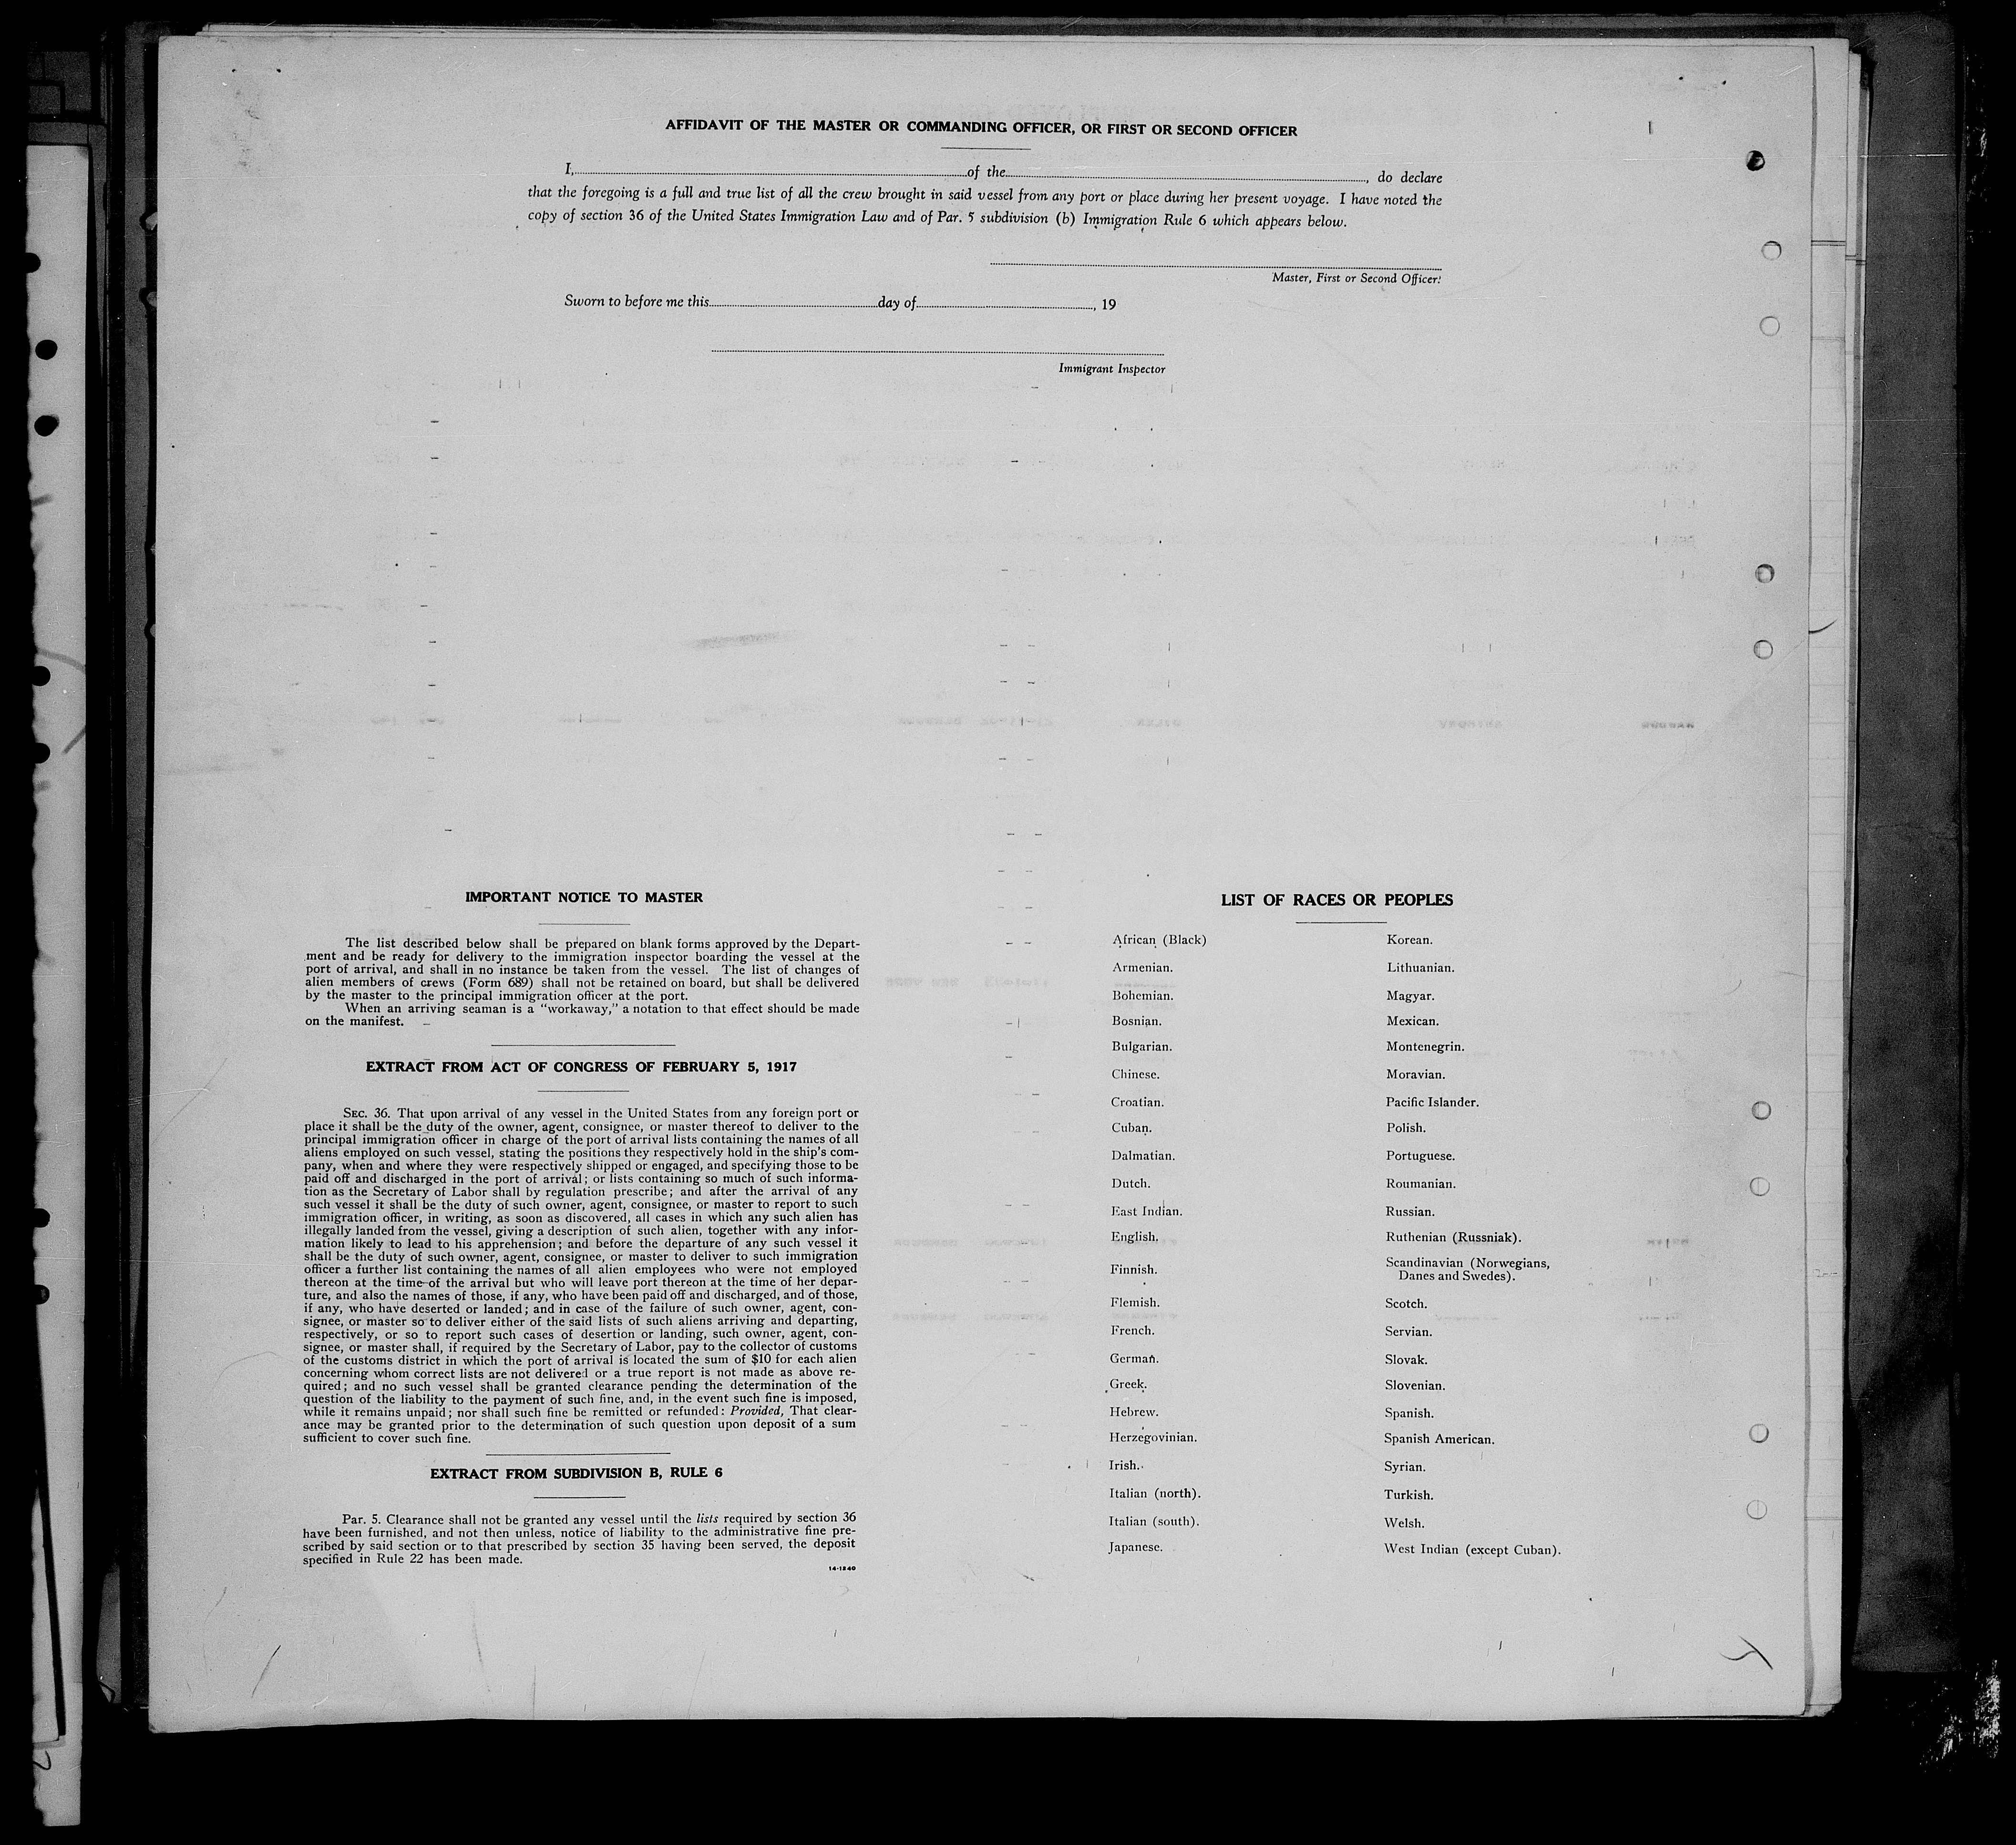 AFFIDAVIT OF THE MASTER OR COMMANDING OFFICER, OR FIRST OR SECOND OFFICER
I, of the , do declare
that the foregoing is a full and true list of all the crew brought in said vessel from any port or place during her present voyage. I have noted the
copy of section 36 of the United States Immigration Law and of Par. 5 subdivision (b) Immigration Rule 6 which appears below.
Master, First or Second Officer.
Sworn to before me this day of , 19
Immigrant Inspector
IMPORTANT NOTICE TO MASTER
The list described below shall be prepared on blank forms approved by the Depart-
ment and be ready for delivery to the immigration inspector boarding the vessel at the
port of arrival, and shall in no instance be taken from the vessel. The list of changes of
alien members of crews (Form 689) shall not be retained on board, but shall be delivered
by the master to the principal immigration officer at the port.
When an arriving seaman is a "workaway," a notation to that effect should be made
on the manifest.
EXTRACT FROM ACT OF CONGRESS OF FEBRUARY 5, 1917
SEC. 36. That upon arrival of any vessel in the United States from any foreign port or
place it shall be the duty of the owner, agent, consignee, or master thereof to deliver to the
principal immigration officer in charge of the port of arrival lists containing the names of all
aliens employed on such vessel, stating the positions they respectively hold in the ship's com-
pany, when and where they were respectively shipped or engaged, and specifying those to be
paid off and discharged in the port of arrival; or lists containing so much of such informa-
tion as the Secretary of Labor shall by regulation prescribe; and after the arrival of any
such vessel it shall be the duty of such owner, agent, consignee, or master to report to such
immigration officer, in writing, as soon as discovered, all cases in which any such alien has
illegally landed from the vessel, giving a description of such alien, together with any infor-
mation likely to lead to his apprehension; and before the departure of any such vessel it
shall be the duty of such owner, agent, consignee, or master to deliver to such immigration
officer a further list containing the names of all alien employees who were not employed
thereon at the time of the arrival but who will leave port thereon at the time of her depar-
ture, and also the names of those, if any, who have been paid off and discharged, and of those,
if any, who have deserted or landed; and in case of the failure of such owner, agent, con-
signee, or master so to deliver either of the said lists of such aliens arriving and departing,
respectively, or so to report such cases of desertion or landing, such owner, agent, con-
signee, or master shall, if required by the Secretary of Labor, pay to the collector of customs
of the customs district in which the port of arrival is located the sum of $10 for each alien
concerning whom correct lists are not delivered or a true report is not made as above re-
quired; and no such vessel shall be granted clearance pending the determination of the
question of the liability to the payment of such fine, and, in the event such fine is imposed,
while it remains unpaid; nor shall such fine be remitted or refunded: Provided, That clear-
ance may be granted prior to the determination of such question upon deposit of a sum
sufficient to cover such fine.
EXTRACT FROM SUBDIVISION B, RULE 6
Par. 5. Clearance shall not be granted any vessel until the lists required by section 36
have been furnished, and not then unless, notice of liability to the administrative fine pre-
scribed by said section or to that prescribed by section 35 having been served, the deposit
specified in Rule 22 has been made.
14-1240
LIST OF RACES OR PEOPLES
African (Black)
Armenian.
Bohemian.
Bosnian.
Bulgarian.
Chinese.
Croatian.
Cuban.
Dalmatian.
Dutch.
East Indian.
English.
Finnish.
Flemish.
French.
German.
Greek.
Hebrew.
Herzegovinian.
Irish.
Italian (north).
Italian (south).
Japanese.
Korean.
Lithuanian.
Magyar.
Mexican.
Montenegrin.
Moravian.
Pacific Islander.
Polish.
Portuguese.
Roumanian.
Russian.
Ruthenian (Russniak).
Scandinavian (Norwegians,
Danes and Swedes).
Scotch.
Servian.
Slovak.
Slovenian.
Spanish.
Spanish American.
Syrian.
Turkish.
Welsh.
West Indian (except Cuban).